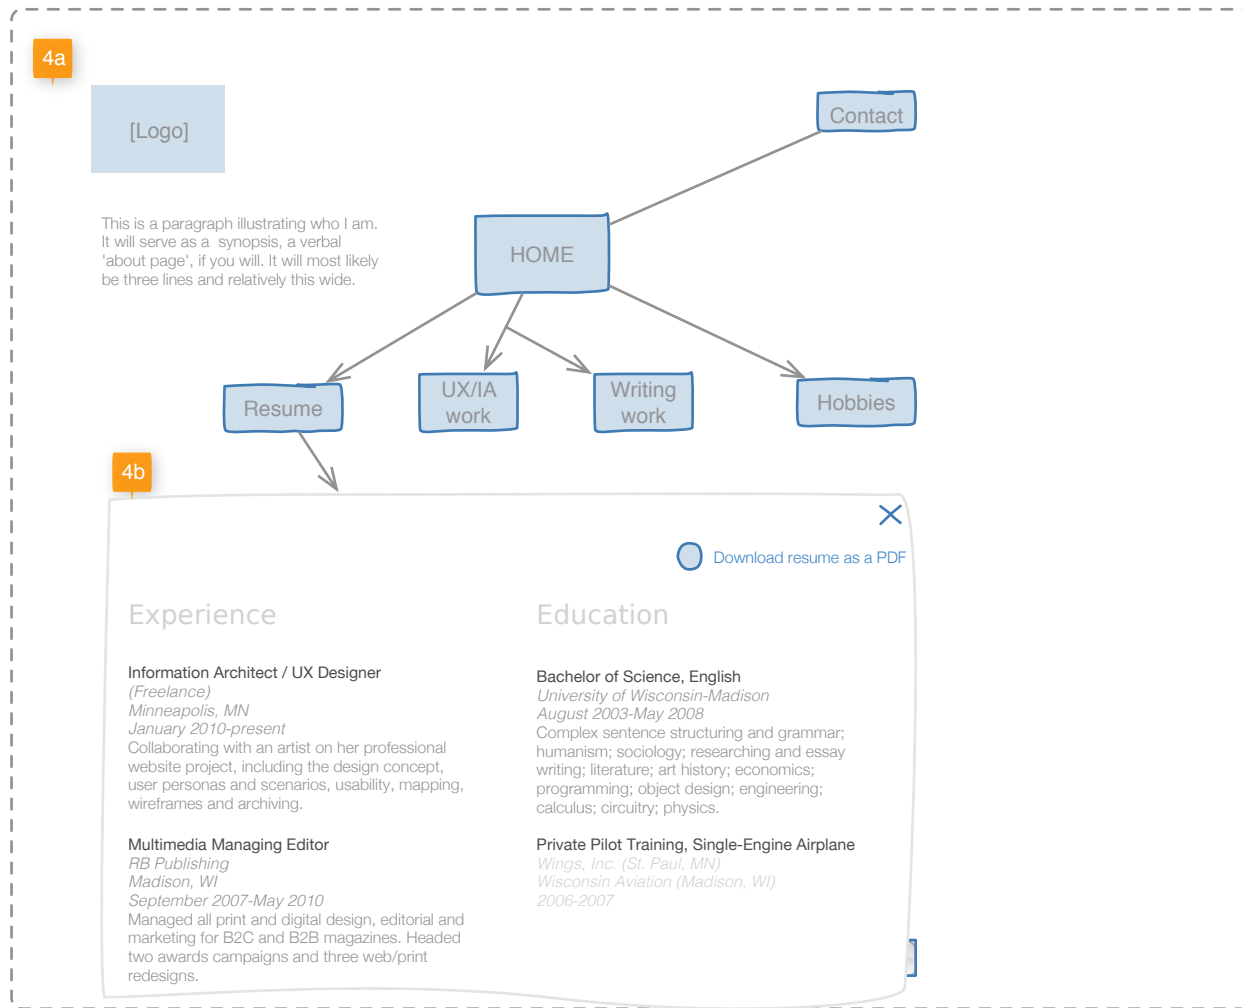 4a
[Logo]
Contact
This is a paragraph illustrating who I am.
It will serve as a synopsis, a verbal
'about page', if you will. It will most likely
be three lines and relatively this wide.
HOME
Resume
UX/IA
work
Writing
work
Hobbies
4b
Download resume as a PDF
Experience
Information Architect / UX Designer
(Freelance)
Minneapolis, MN
January 2010-present
Collaborating with an artist on her professional
website project, including the design concept,
user personas and scenarios, usability, mapping,
wireframes and archiving.
Multimedia Managing Editor
RB Publishing
Madison, WI
September 2007-May 2010
Managed all print and digital design, editorial and
marketing for B2C and B2B magazines. Headed
two awards campaigns and three web/print
redesigns.
Education
Bachelor of Science, English
University of Wisconsin-Madison
August 2003-May 2008
Complex sentence structuring and grammar;
humanism; sociology; researching and essay
writing; literature; art history; economics;
programming; object design; engineering;
calculus; circuitry; physics.
Private Pilot Training, Single-Engine Airplane
Wings, Inc. (St. Paul, MN)
Wisconsin Aviation (Madison, WI)
2006-2007